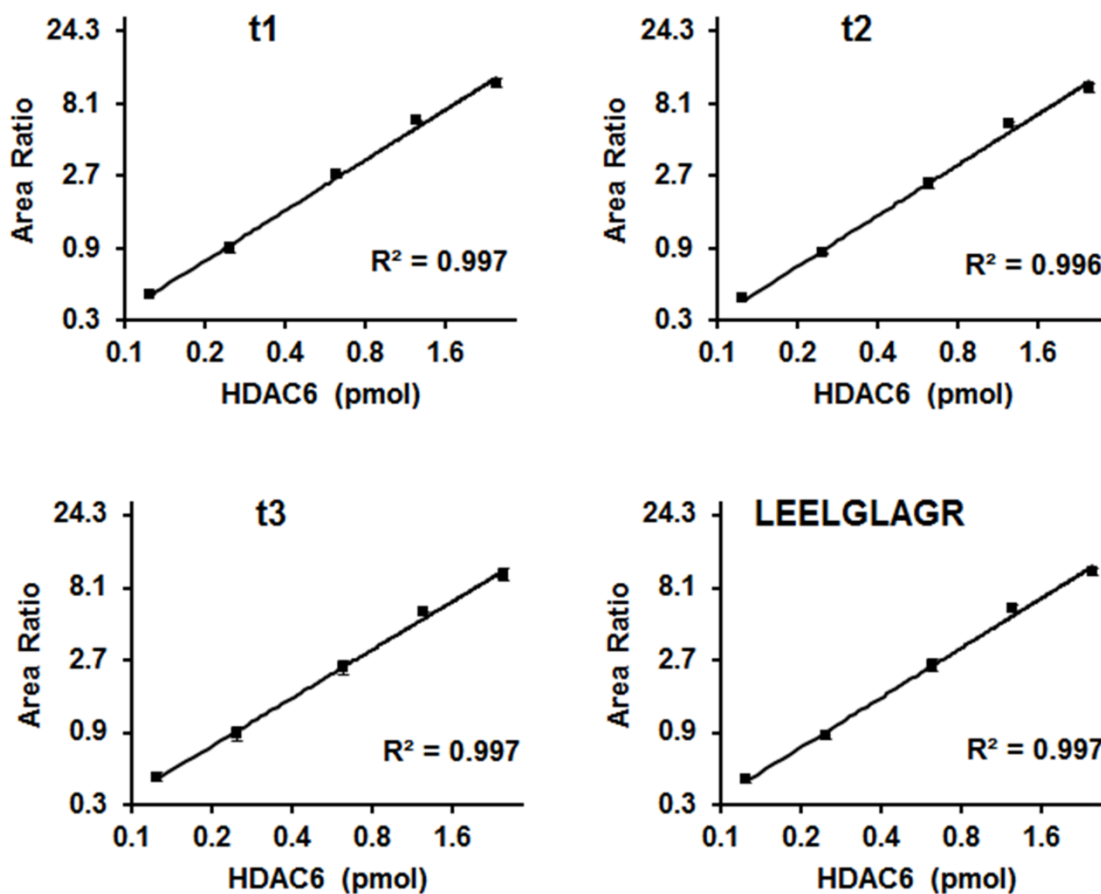 t1
24.3
8.1
2.7
0.9
0.3
Area Ratio
R² = 0.997
0.1 0.2 0.4 0.8 1.6
HDAC6 (pmol)
t2
24.3
8.1
2.7
0.9
0.3
Area Ratio
R² = 0.996
0.1 0.2 0.4 0.8 1.6
HDAC6 (pmol)
t3
24.3
8.1
2.7
0.9
0.3
Area Ratio
R² = 0.997
0.1 0.2 0.4 0.8 1.6
HDAC6 (pmol)
LEELGLAGR
24.3
8.1
2.7
0.9
0.3
Area Ratio
R² = 0.997
0.1 0.2 0.4 0.8 1.6
HDAC6 (pmol)